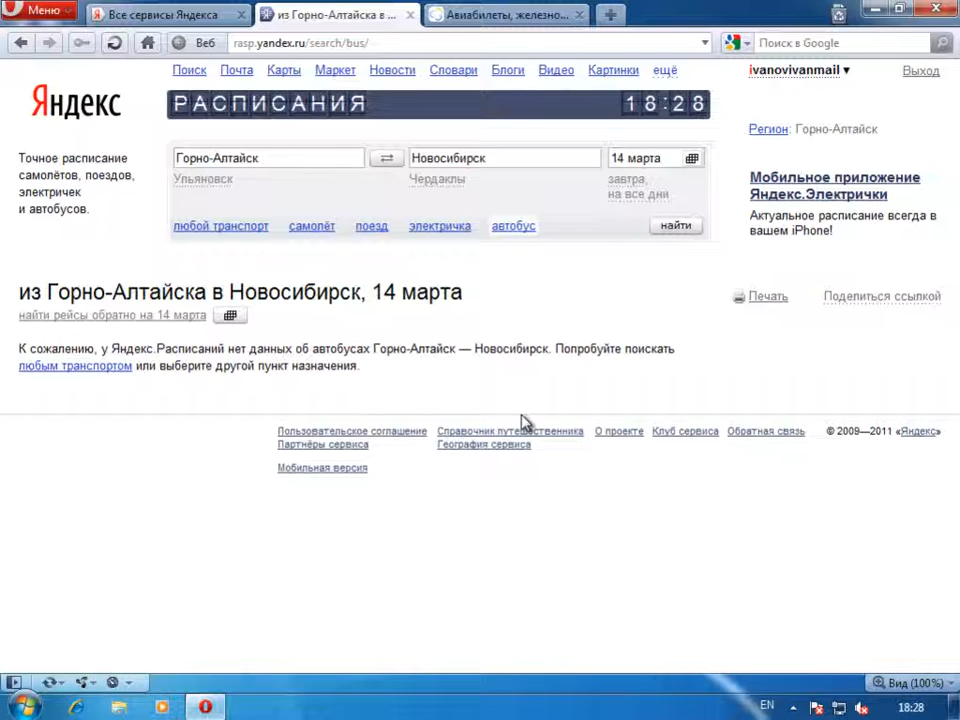 Меню
Все сервисы Яндекса
из Горно-Алтайска в ...
Авиабилеты, железно...
Веб
rasp.yandex.ru/search/bus/
Поиск в Google
Поиск Почта Карты Маркет Новости Словари Блоги Видео Картинки ещё
ivanovivanmail ▼
Выход
Яндекс
РАСПИСАНИЯ
18:28
Регион: Горно-Алтайск
Точное расписание
самолётов, поездов,
электричек
и автобусов.
Горно-Алтайск
Новосибирск
14 марта
Ульяновск
Чердаклы
завтра,
на все дни
любой транспорт самолёт поезд электричка автобус
найти
Мобильное приложение
Яндекс.Электрички
Актуальное расписание всегда в
вашем iPhone!
из Горно-Алтайска в Новосибирск, 14 марта
найти рейсы обратно на 14 марта
Печать
Поделиться ссылкой
К сожалению, у Яндекс.Расписаний нет данных об автобусах Горно-Алтайск — Новосибирск. Попробуйте поискать
любым транспортом или выберите другой пункт назначения.
Пользовательское соглашение Справочник путешественника О проекте Клуб сервиса Обратная связь © 2009—2011 «Яндекс»
Партнёры сервиса География сервиса
Мобильная версия
Вид (100%)
EN
18:28